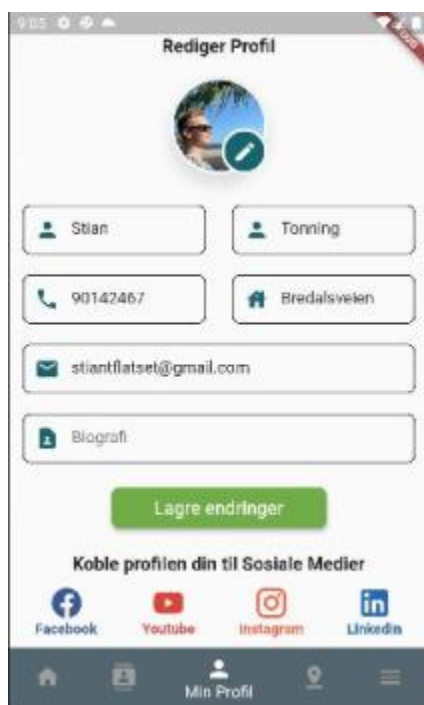 9:05
Rediger Profil
Stian
Tonning
90142467
Bredalsveien
stiantflatset@gmail.com
Biografi
Lagre endringer
Koble profilen din til Sosiale Medier
Facebook
Youtube
Instagram
LinkedIn
Min Profil